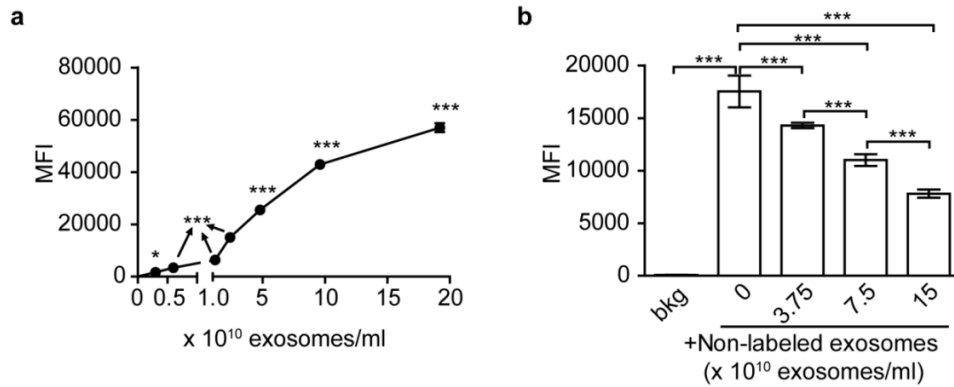 a
80000
60000
40000
20000
0
MFI
*
***
***
***
***
0 0.5 1.0 5 10 15 20
x 10¹⁰ exosomes/ml
b
20000
15000
10000
5000
0
MFI
***
***
*** ***
***
***
bkg 0 3.75 7.5 15
+Non-labeled exosomes
(x 10¹⁰ exosomes/ml)